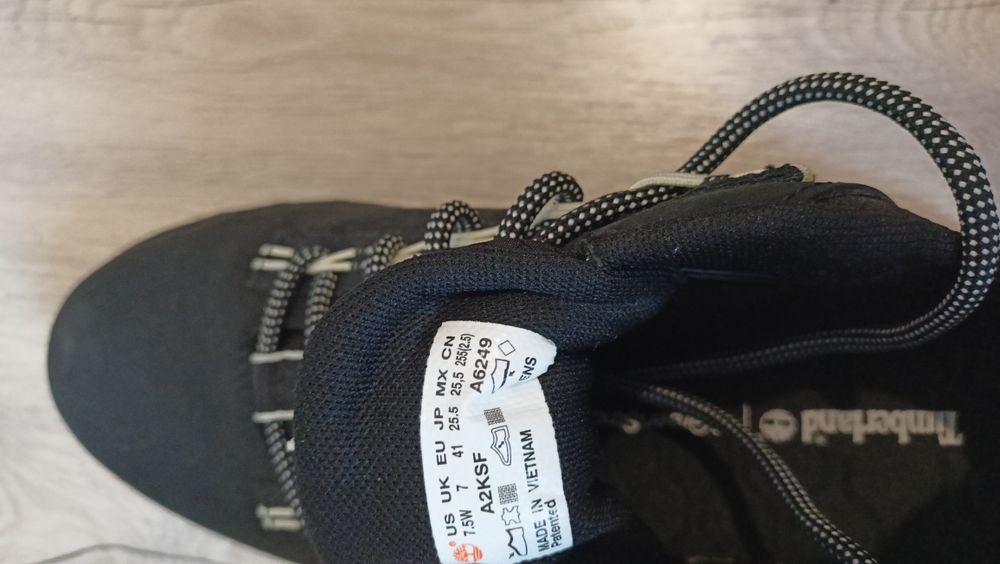 US UK EU JP MX CN
7.5W 7 41 25.5 25,5 255(2.5)
A2KSF A6249
MADE IN VIETNAM
Patented
Timberland